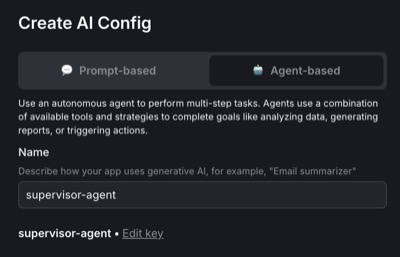 Create AI Config
Prompt-based
Agent-based
Use an autonomous agent to perform multi-step tasks. Agents use a combination
of available tools and strategies to complete goals like analyzing data, generating
reports, or triggering actions.
Name
Describe how your app uses generative AI, for example, "Email summarizer"
supervisor-agent
supervisor-agent • Edit key